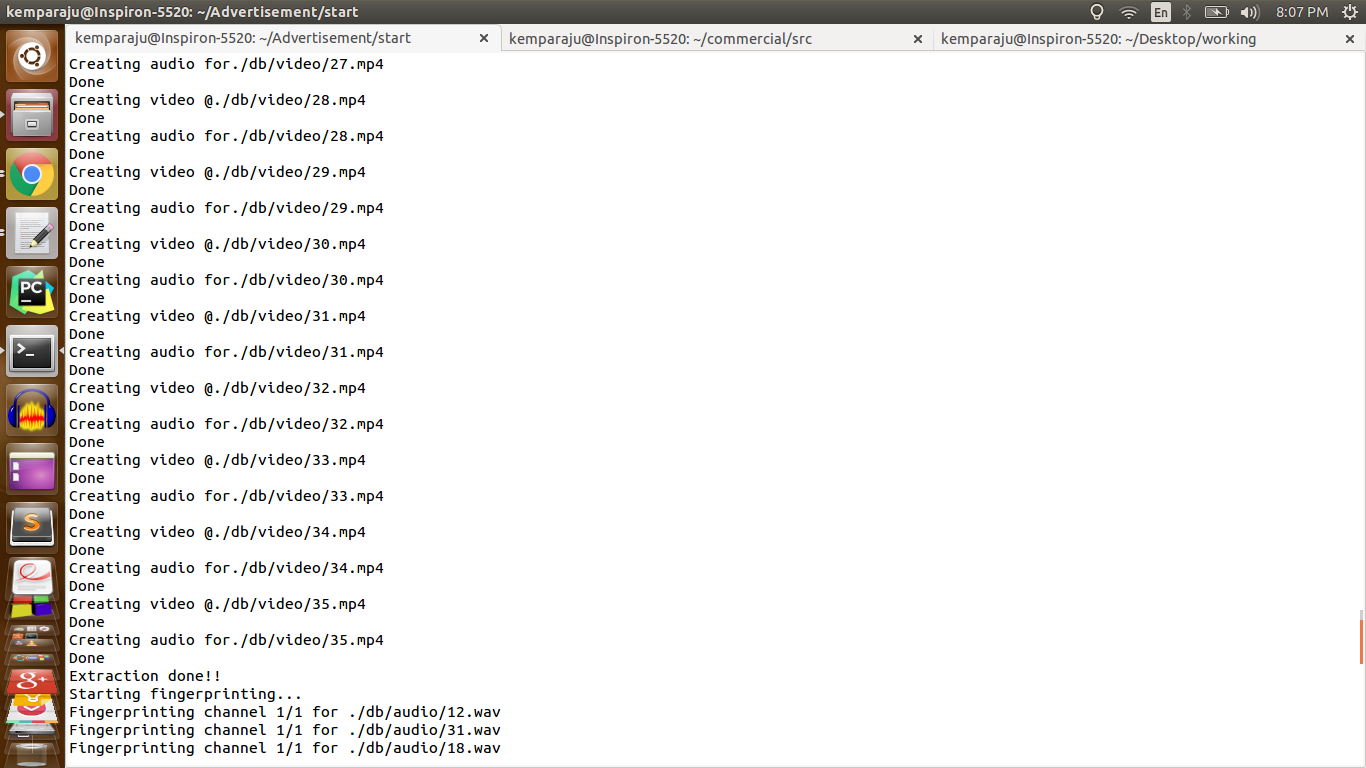 kemparaju@Inspiron-5520: ~/Advertisement/start
En
8:07 PM
kemparaju@Inspiron-5520: ~/Advertisement/start
kemparaju@Inspiron-5520: ~/commercial/src
kemparaju@Inspiron-5520: ~/Desktop/working
Creating audio for./db/video/27.mp4
Done
Creating video @./db/video/28.mp4
Done
Creating audio for./db/video/28.mp4
Done
Creating video @./db/video/29.mp4
Done
Creating audio for./db/video/29.mp4
Done
Creating video @./db/video/30.mp4
Done
Creating audio for./db/video/30.mp4
Done
Creating video @./db/video/31.mp4
Done
Creating audio for./db/video/31.mp4
Done
Creating video @./db/video/32.mp4
Done
Creating audio for./db/video/32.mp4
Done
Creating video @./db/video/33.mp4
Done
Creating audio for./db/video/33.mp4
Done
Creating video @./db/video/34.mp4
Done
Creating audio for./db/video/34.mp4
Done
Creating video @./db/video/35.mp4
Done
Creating audio for./db/video/35.mp4
Done
Extraction done!!
Starting fingerprinting...
Fingerprinting channel 1/1 for ./db/audio/12.wav
Fingerprinting channel 1/1 for ./db/audio/31.wav
Fingerprinting channel 1/1 for ./db/audio/18.wav
PC
>_
S
g+